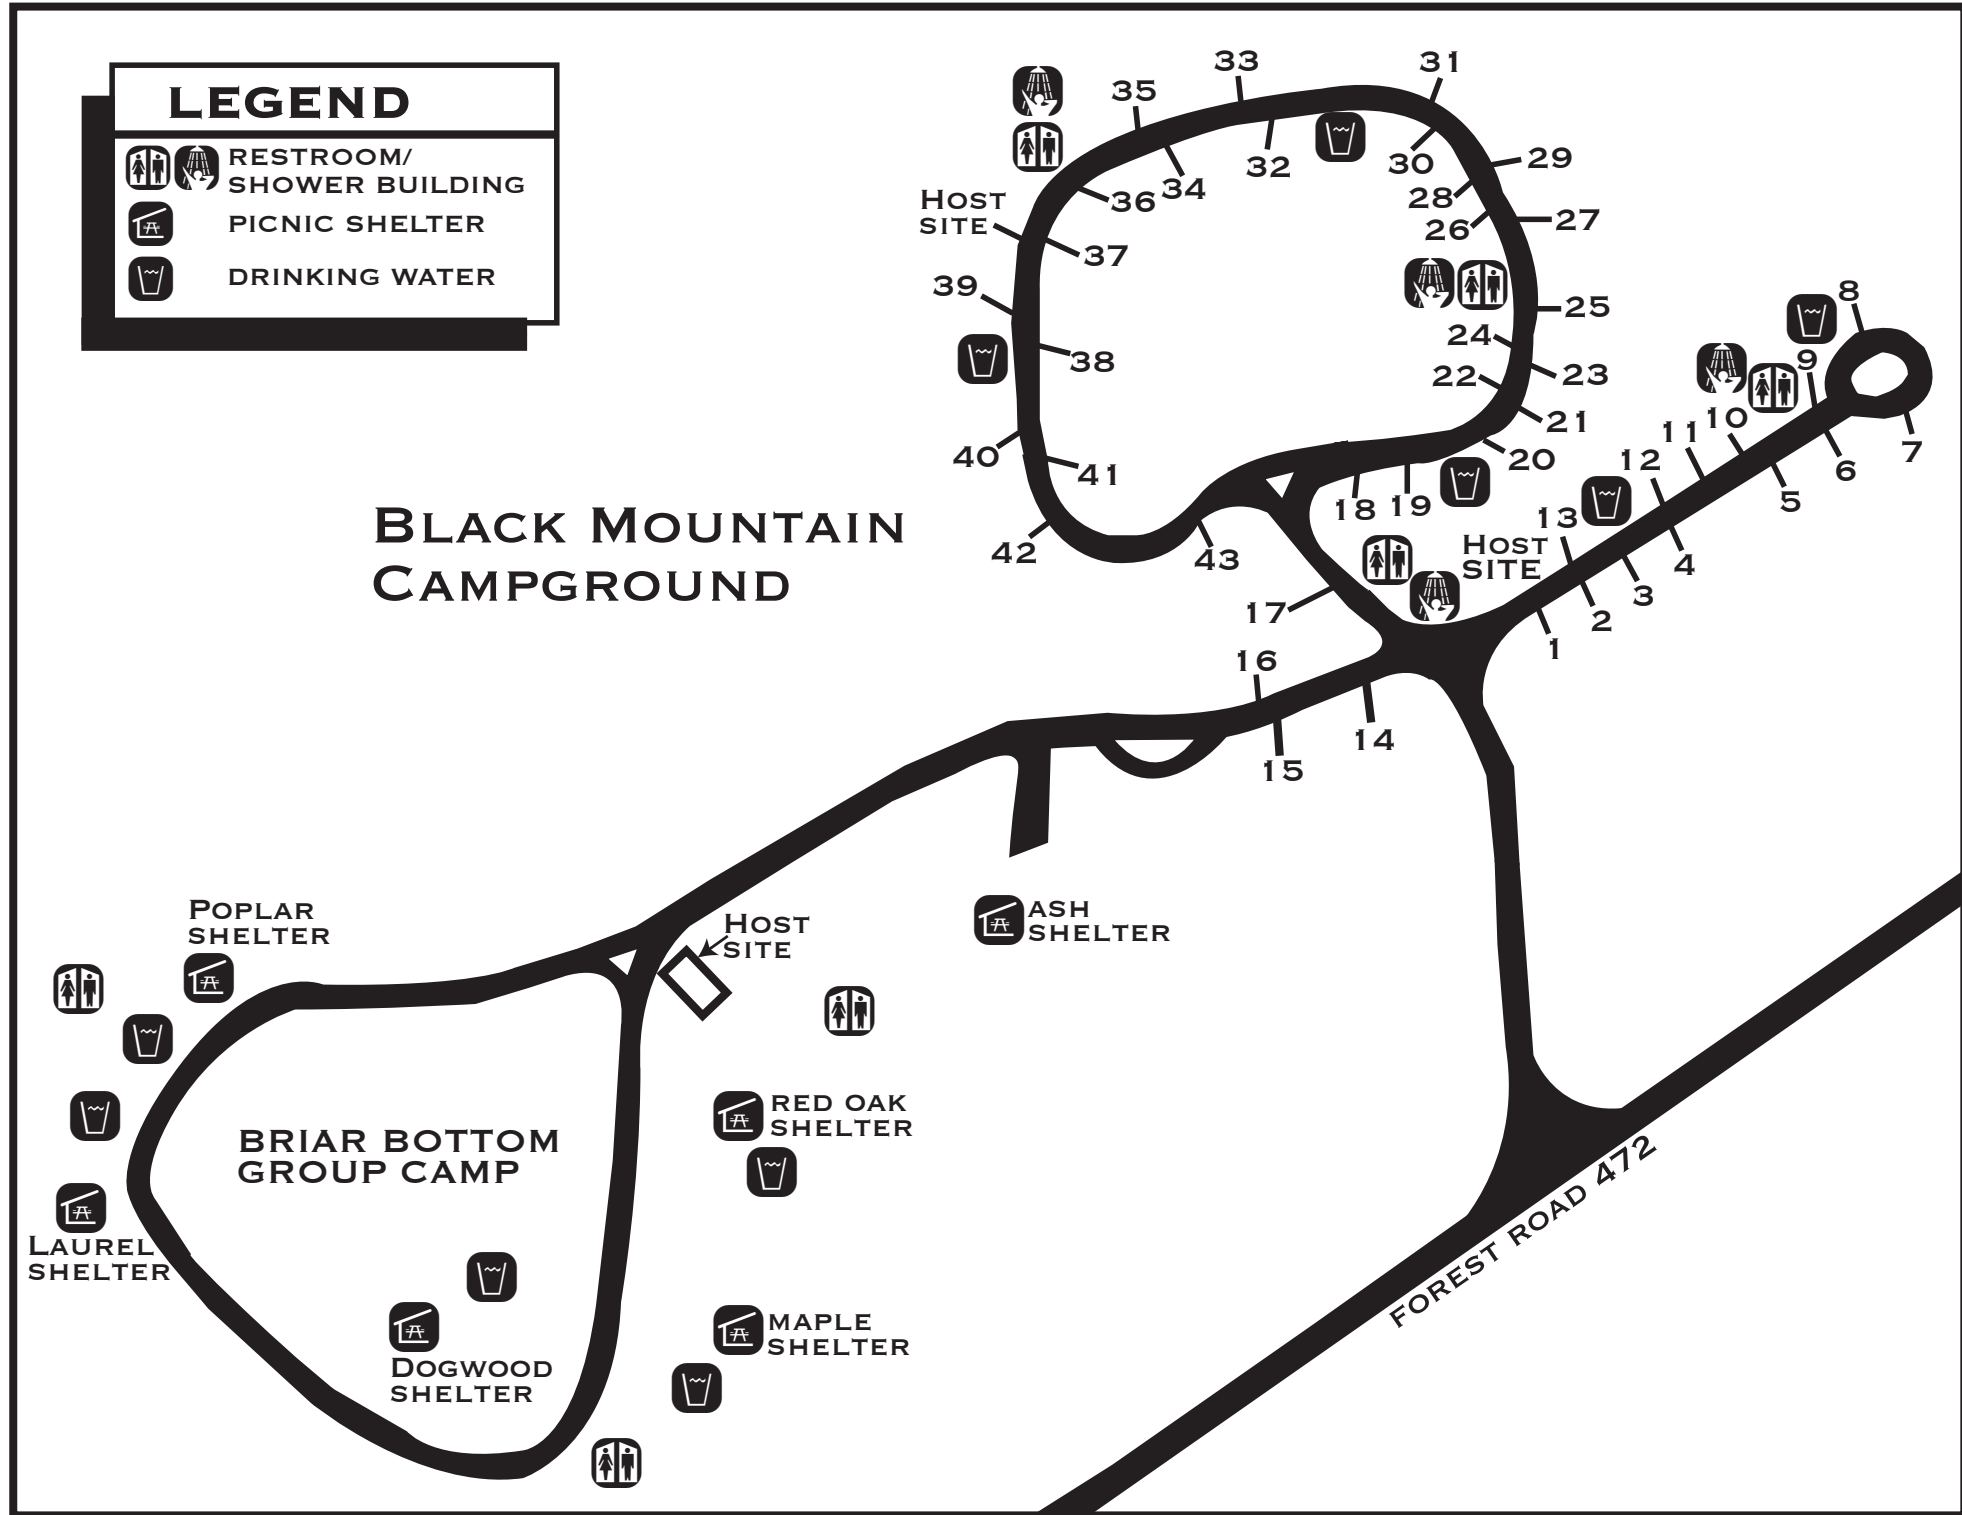 LEGEND
RESTROOM/
SHOWER BUILDING
PICNIC SHELTER
DRINKING WATER
BLACK MOUNTAIN
CAMPGROUND
33
31
35
32
30
29
34
36
28
HOST
SITE
26
27
37
39
25
38
24
23
22
21
40
41
20
42
43
18
19
8
9
10
11
12
7
6
5
13
HOST
SITE
4
3
2
1
17
16
15
14
ASH
SHELTER
POPLAR
SHELTER
HOST
SITE
RED OAK
SHELTER
BRIAR BOTTOM
GROUP CAMP
LAUREL
SHELTER
MAPLE
SHELTER
DOGWOOD
SHELTER
FOREST ROAD 472